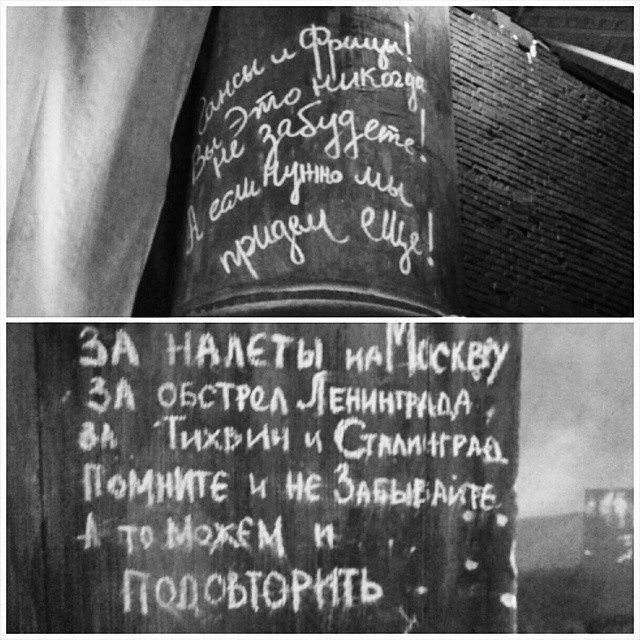 Гансы и Фрицы!
Вы это никогда
не забудете!
А если нужно мы
придем еще!
ЗА НАЛЕТЫ НА МОСКВУ
ЗА ОБСТРЕЛ ЛЕНИНГРАДА,
ЗА ТИХВИН И СТАЛИНГРАД
ПОМНИТЕ И НЕ ЗАБЫВАЙТЕ
А ТО МОЖЕМ И
ПОДОВТОРИТЬ